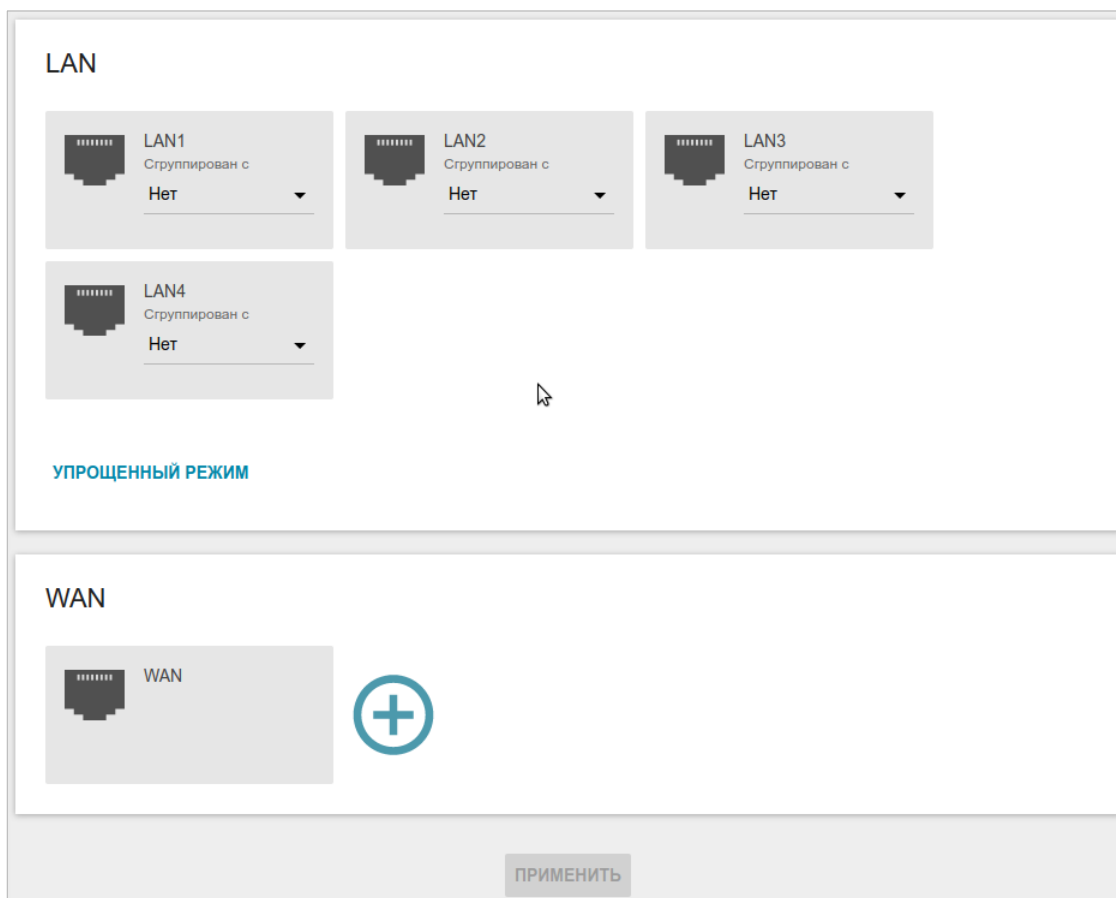 LAN
LAN1
Сгруппирован с
Нет
LAN2
Сгруппирован с
Нет
LAN3
Сгруппирован с
Нет
LAN4
Сгруппирован с
Нет
УПРОЩЕННЫЙ РЕЖИМ
WAN
WAN
ПРИМЕНИТЬ